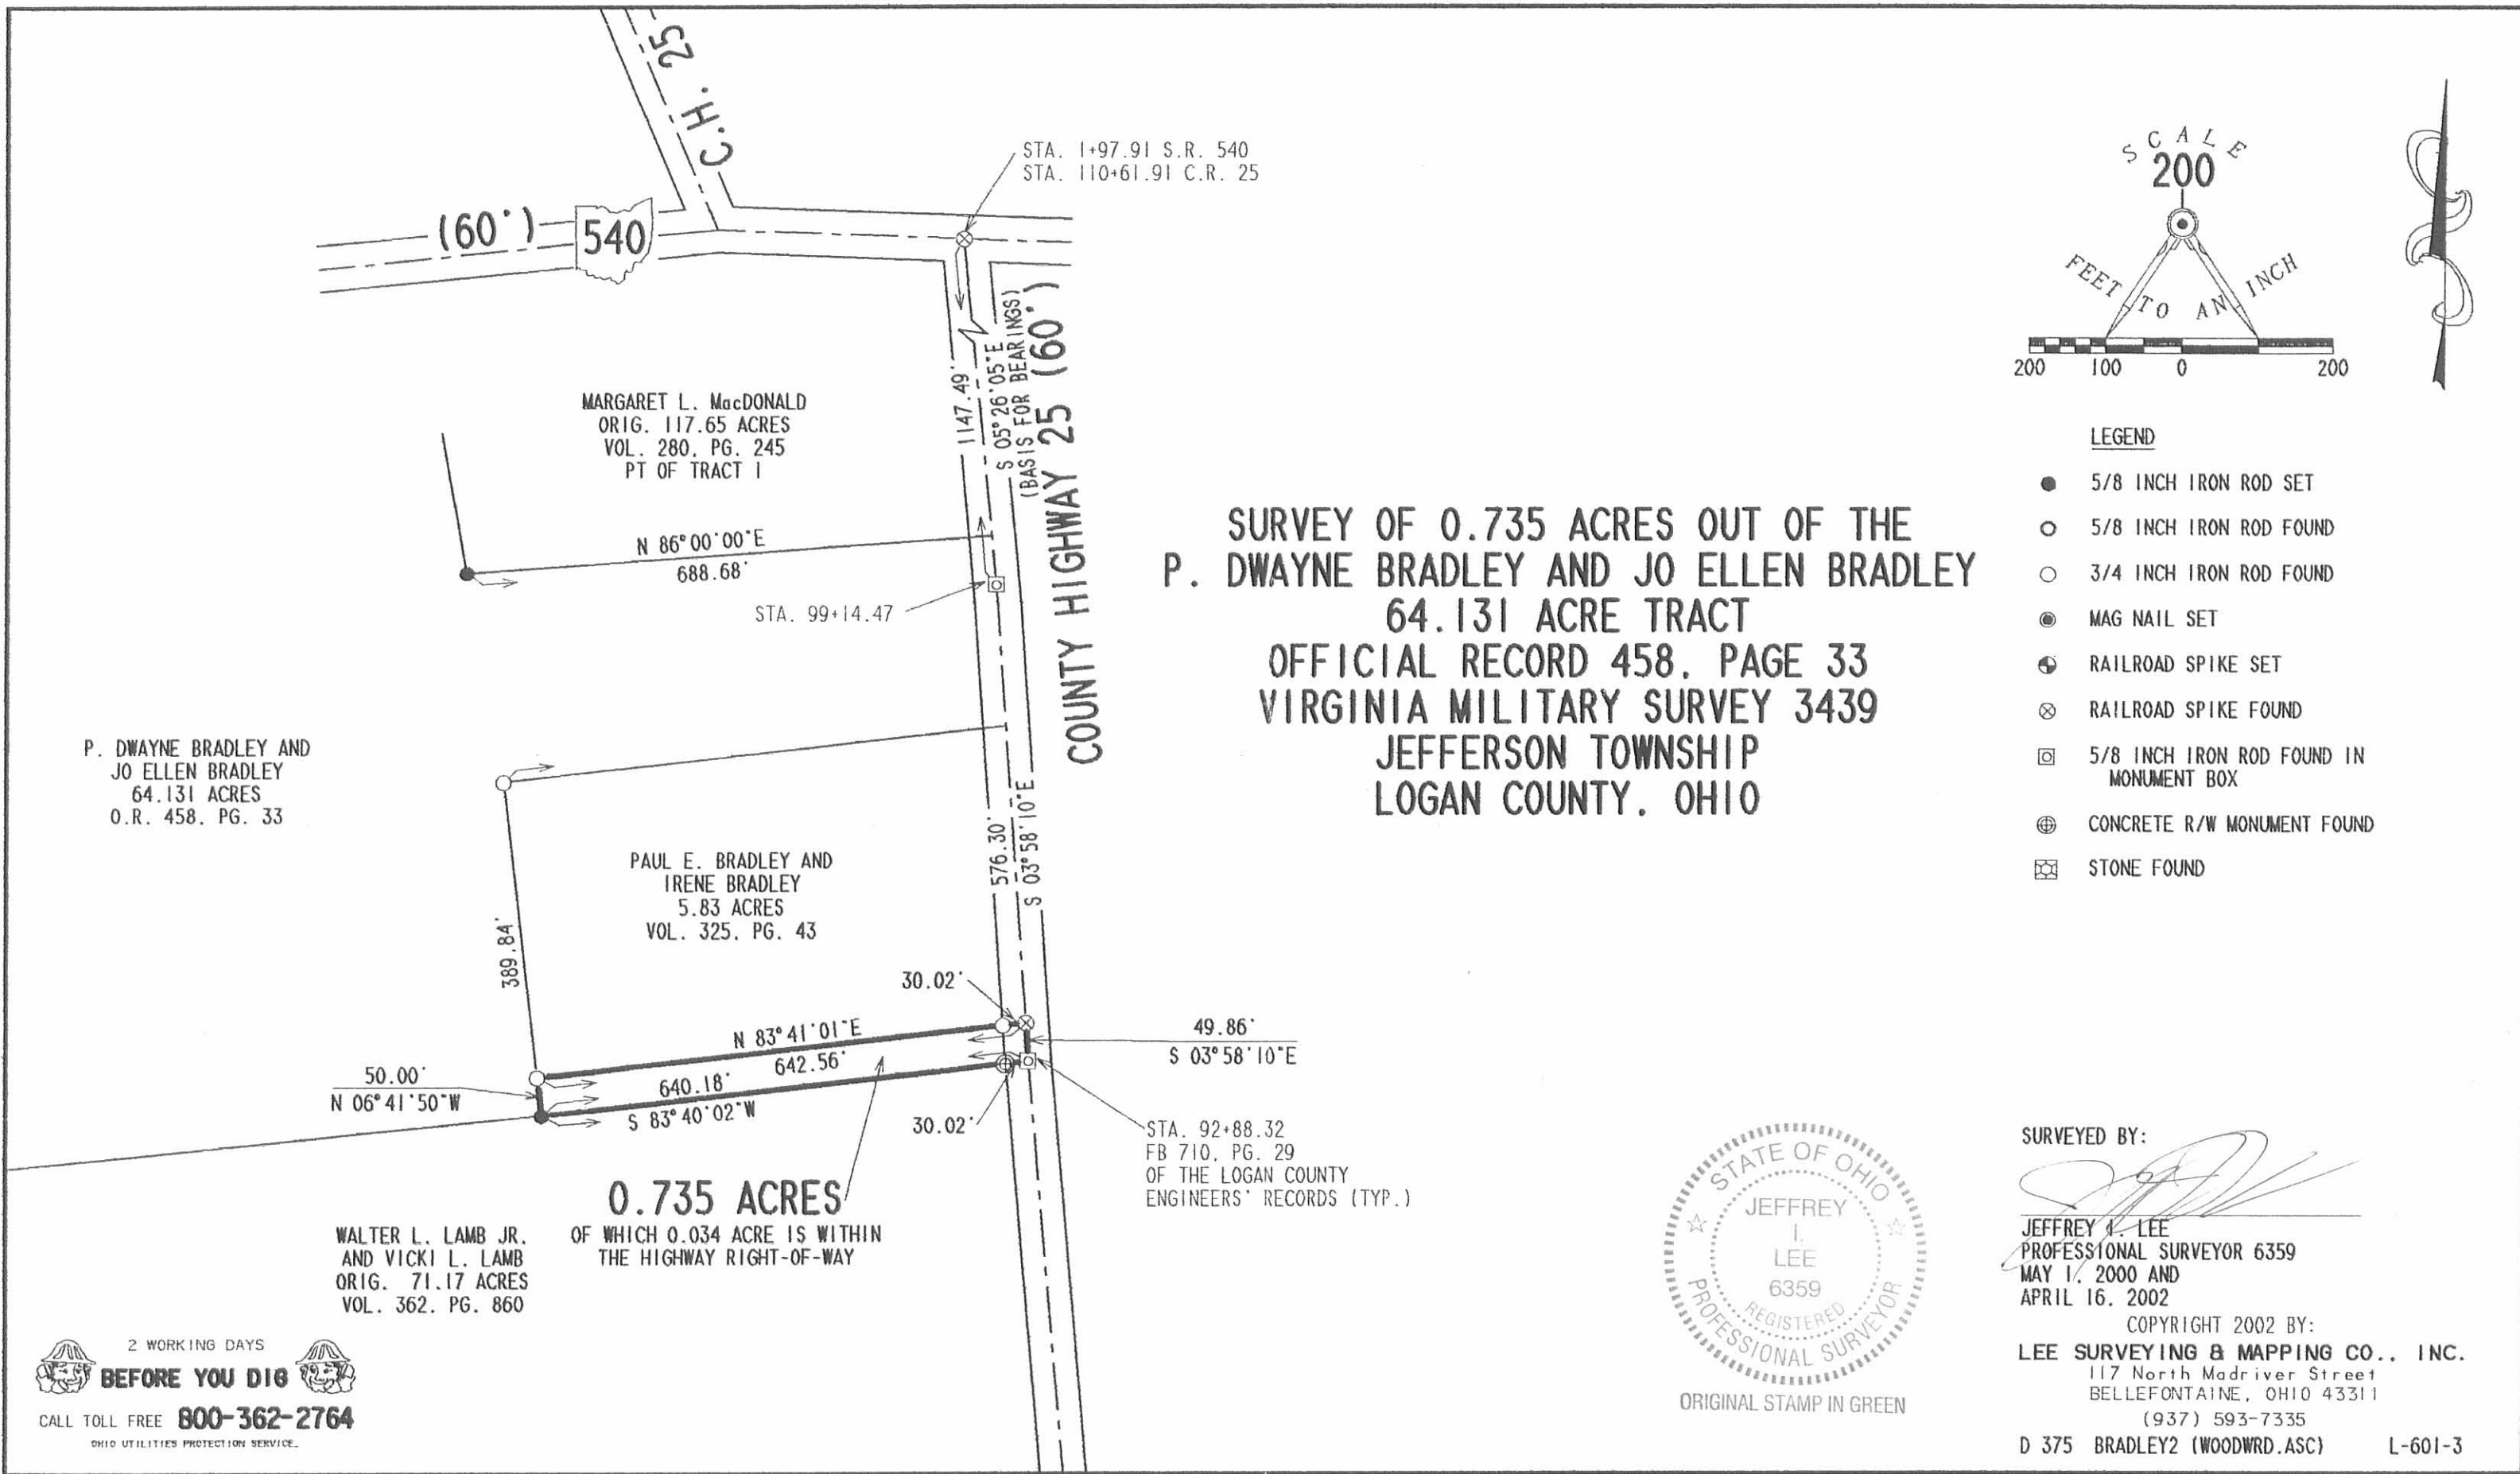 C.H. 25
STA. 1+97.91 S.R. 540
STA. 110+61.91 C.R. 25
(60')
540
1147.49'
S 05°26'05"E
(BASIS FOR BEARINGS)
COUNTY HIGHWAY 25 (60')
MARGARET L. MacDONALD
ORIG. 117.65 ACRES
VOL. 280, PG. 245
PT OF TRACT I
N 86°00'00"E
688.68'
STA. 99+14.47
P. DWAYNE BRADLEY AND
JO ELLEN BRADLEY
64.131 ACRES
O.R. 458, PG. 33
PAUL E. BRADLEY AND
IRENE BRADLEY
5.83 ACRES
VOL. 325, PG. 43
389.84'
576.30'
S 03°58'10"E
30.02'
N 83°41'01"E
642.56'
49.86'
S 03°58'10"E
50.00'
N 06°41'50"W
640.18'
S 83°40'02"W
30.02'
STA. 92+88.32
FB 710, PG. 29
OF THE LOGAN COUNTY
ENGINEERS' RECORDS (TYP.)
0.735 ACRES
OF WHICH 0.034 ACRE IS WITHIN
THE HIGHWAY RIGHT-OF-WAY
WALTER L. LAMB JR.
AND VICKI L. LAMB
ORIG. 71.17 ACRES
VOL. 362, PG. 860
2 WORKING DAYS
BEFORE YOU DIG
CALL TOLL FREE 800-362-2764
OHIO UTILITIES PROTECTION SERVICE.
SURVEY OF 0.735 ACRES OUT OF THE
P. DWAYNE BRADLEY AND JO ELLEN BRADLEY
64.131 ACRE TRACT
OFFICIAL RECORD 458, PAGE 33
VIRGINIA MILITARY SURVEY 3439
JEFFERSON TOWNSHIP
LOGAN COUNTY, OHIO
SCALE
200
FEET TO AN INCH
200 100 0 200
LEGEND
5/8 INCH IRON ROD SET
5/8 INCH IRON ROD FOUND
3/4 INCH IRON ROD FOUND
MAG NAIL SET
RAILROAD SPIKE SET
RAILROAD SPIKE FOUND
5/8 INCH IRON ROD FOUND IN
MONUMENT BOX
CONCRETE R/W MONUMENT FOUND
STONE FOUND
STATE OF OHIO
JEFFREY
I.
LEE
6359
REGISTERED
PROFESSIONAL SURVEYOR
ORIGINAL STAMP IN GREEN
SURVEYED BY:
JEFFREY I. LEE
PROFESSIONAL SURVEYOR 6359
MAY 1, 2000 AND
APRIL 16, 2002
COPYRIGHT 2002 BY:
LEE SURVEYING & MAPPING CO., INC.
117 North Madriver Street
BELLEFONTAINE, OHIO 43311
(937) 593-7335
D 375 BRADLEY2 (WOODWRD.ASC) L-601-3